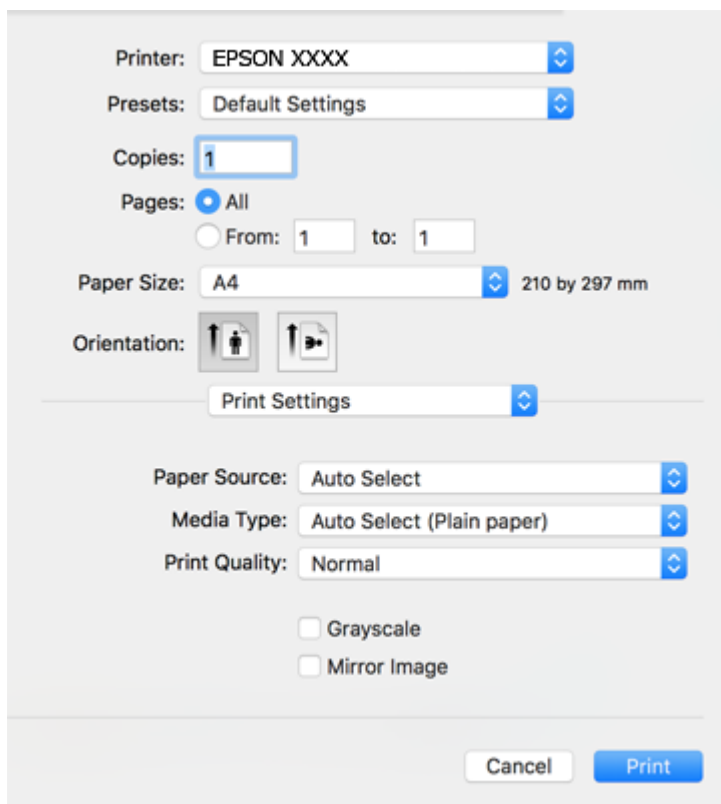 Printer: EPSON XXXX
Presets: Default Settings
Copies: 1
Pages: All
From: 1 to: 1
Paper Size: A4 210 by 297 mm
Orientation:
Print Settings
Paper Source: Auto Select
Media Type: Auto Select (Plain paper)
Print Quality: Normal
Grayscale
Mirror Image
Cancel Print